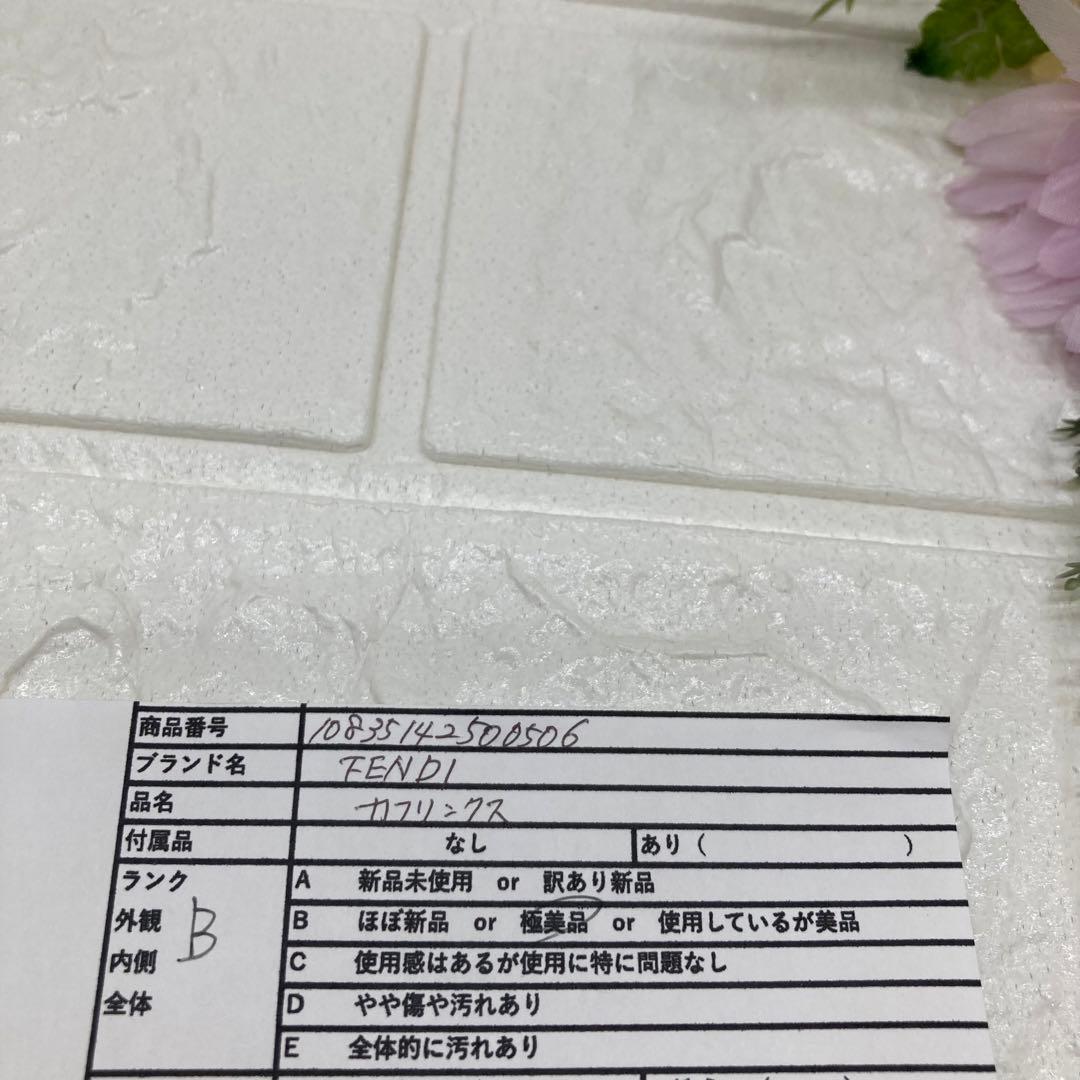 商品番号 10835142500506
ブランド名 FENDI
品名 カフリンクス
付属品 なし あり（ ）
ランク A 新品未使用 or 訳あり新品
外観 B B ほぼ新品 or 極美品 or 使用しているが美品
内側 C 使用感はあるが使用に特に問題なし
全体 D やや傷や汚れあり
E 全体的に汚れあり